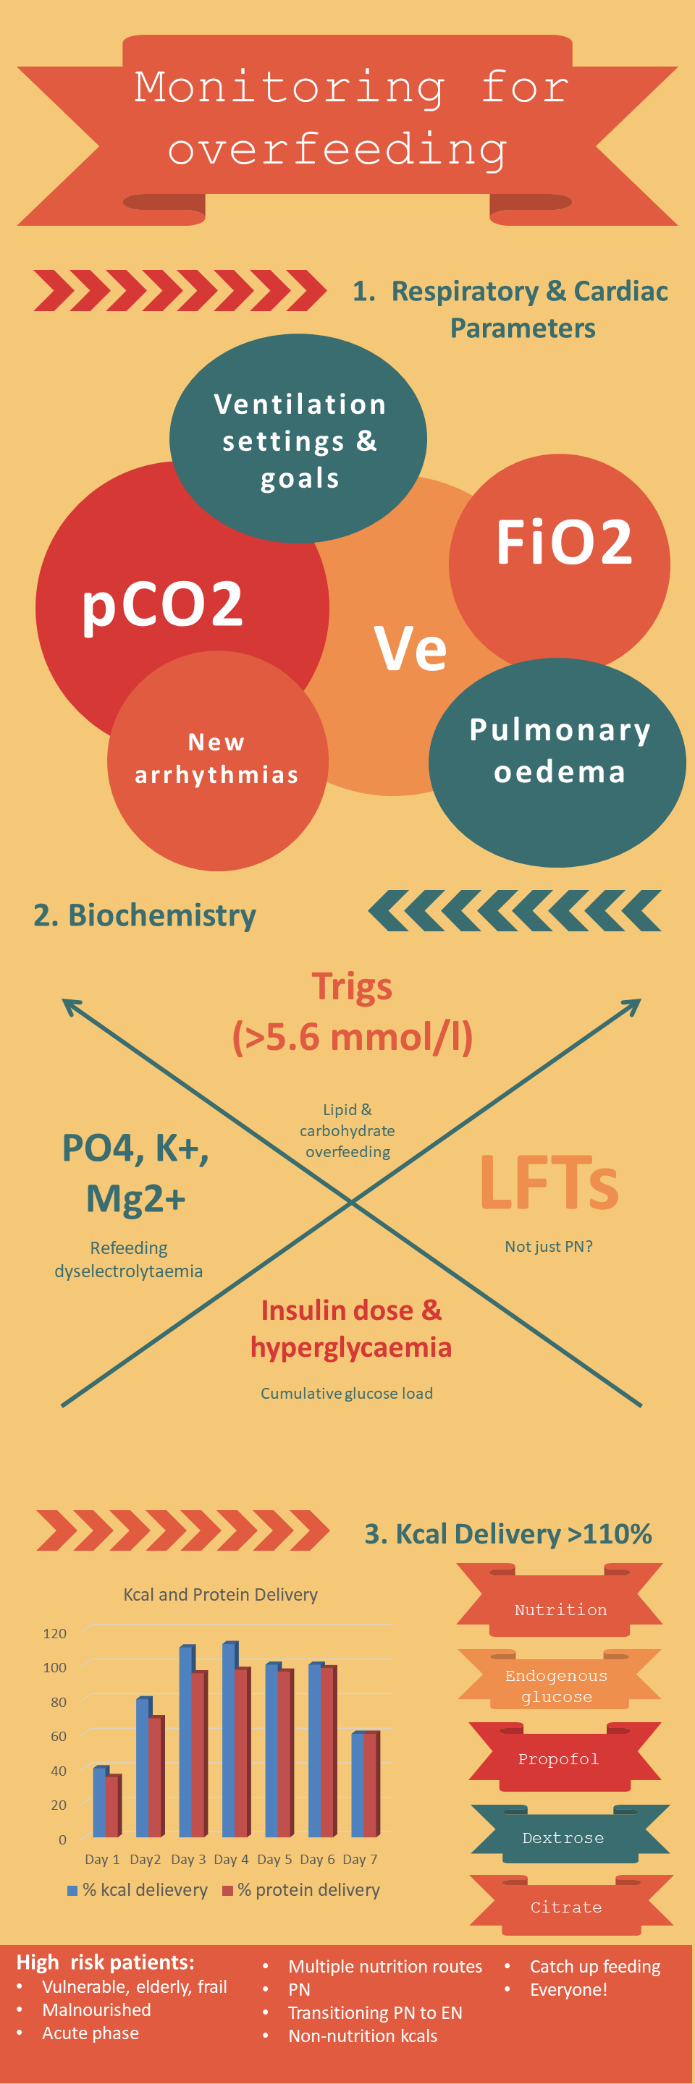 Monitoring for
overfeeding
1. Respiratory & Cardiac
Parameters
Ventilation
settings &
goals
FiO2
pCO2
Ve
New
arrhythmias
Pulmonary
oedema
2. Biochemistry
Trigs
(>5.6 mmol/l)
Lipid &
carbohydrate
overfeeding
PO4, K+,
Mg2+
Refeeding
dyselectrolytaemia
LFTs
Not just PN?
Insulin dose &
hyperglycaemia
Cumulative glucose load
3. Kcal Delivery >110%
Kcal and Protein Delivery
120
100
80
60
40
20
0
Day 1 Day2 Day 3 Day 4 Day 5 Day 6 Day 7
% kcal delievery % protein delivery
Nutrition
Endogenous
glucose
Propofol
Dextrose
Citrate
High risk patients:
• Vulnerable, elderly, frail
• Malnourished
• Acute phase
• Multiple nutrition routes
• PN
• Transitioning PN to EN
• Non-nutrition kcals
• Catch up feeding
• Everyone!